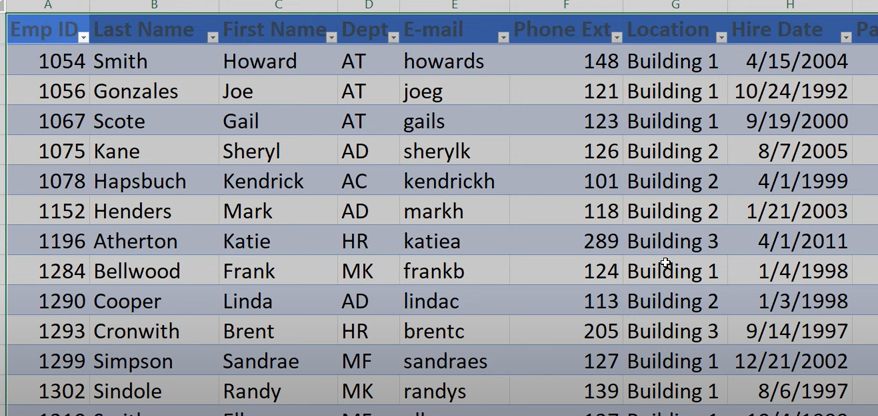 A B C D E F G H
Emp ID Last Name First Name Dept E-mail Phone Ext Location Hire Date Pa
1054 Smith Howard AT howards 148 Building 1 4/15/2004
1056 Gonzales Joe AT joeg 121 Building 1 10/24/1992
1067 Scote Gail AT gails 123 Building 1 9/19/2000
1075 Kane Sheryl AD sherylk 126 Building 2 8/7/2005
1078 Hapsbuch Kendrick AC kendrickh 101 Building 2 4/1/1999
1152 Henders Mark AD markh 118 Building 2 1/21/2003
1196 Atherton Katie HR katiea 289 Building 3 4/1/2011
1284 Bellwood Frank MK frankb 124 Building 1 1/4/1998
1290 Cooper Linda AD lindac 113 Building 2 1/3/1998
1293 Cronwith Brent HR brentc 205 Building 3 9/14/1997
1299 Simpson Sandrae MF sandraes 127 Building 1 12/21/2002
1302 Sindole Randy MK randys 139 Building 1 8/6/1997